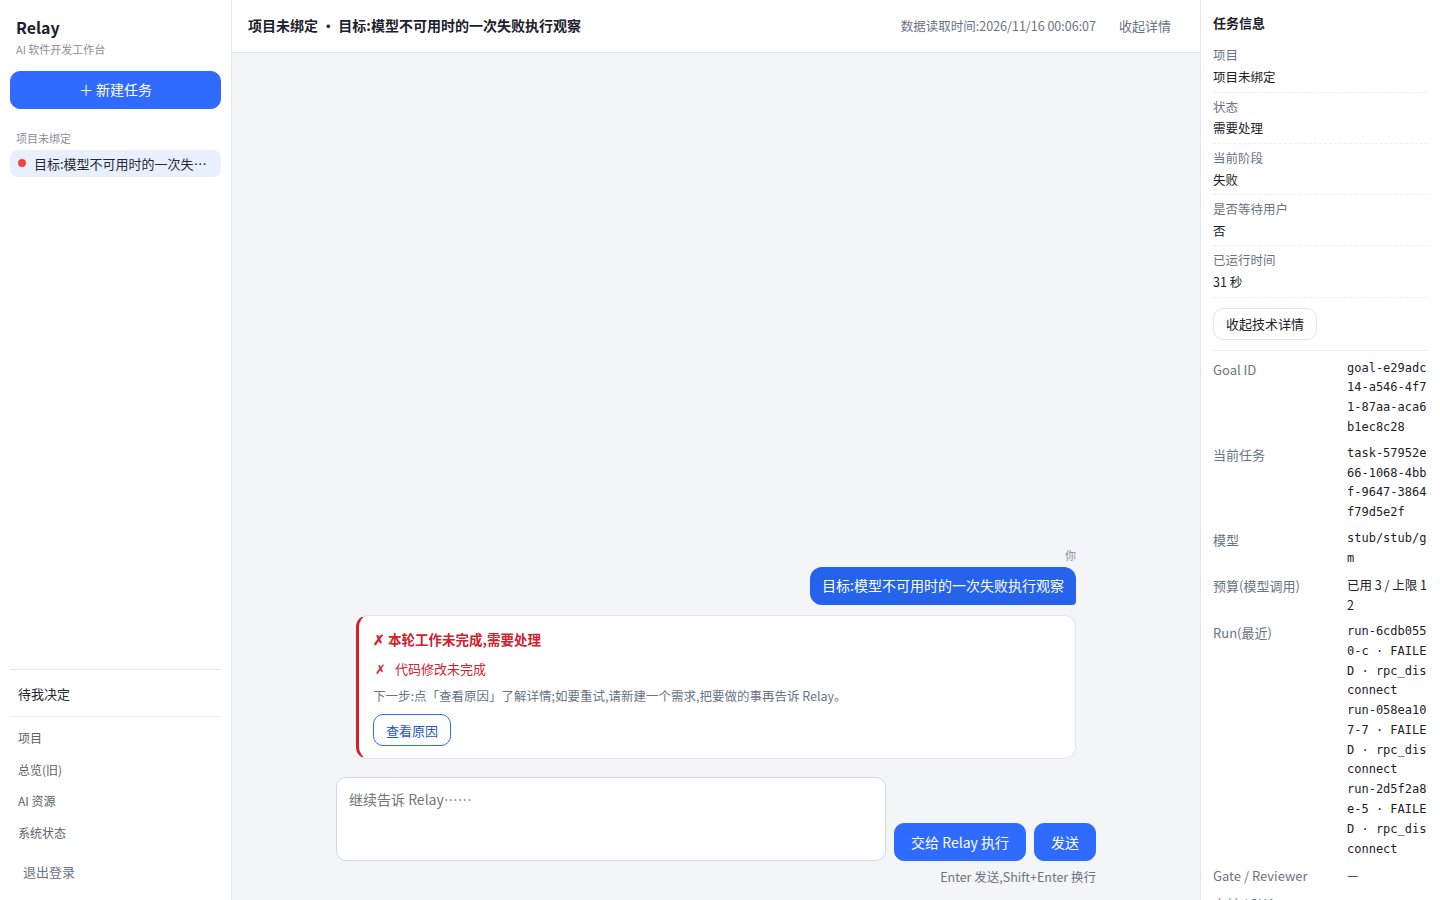 Relay
AI 软件开发工作台
＋ 新建任务
项目未绑定
目标:模型不可用时的一次失…
待我决定
项目
总览(旧)
AI 资源
系统状态
退出登录
项目未绑定 · 目标:模型不可用时的一次失败执行观察
数据读取时间:2026/11/16 00:06:07
收起详情
你
目标:模型不可用时的一次失败执行观察
✗ 本轮工作未完成,需要处理
✗ 代码修改未完成
下一步:点「查看原因」了解详情;如要重试,请新建一个需求,把要做的事再告诉 Relay。
查看原因
继续告诉 Relay……
交给 Relay 执行
发送
Enter 发送,Shift+Enter 换行
任务信息
项目
项目未绑定
状态
需要处理
当前阶段
失败
是否等待用户
否
已运行时间
31 秒
收起技术详情
Goal ID
goal-e29adc
14-a546-4f7
1-87aa-aca6
b1ec8c28
当前任务
task-57952e
66-1068-4bb
f-9647-3864
f79d5e2f
模型
stub/stub/g
m
预算(模型调用)
已用 3 / 上限 1
2
Run(最近)
run-6cdb055
0-c · FAILE
D · rpc_dis
connect
run-058ea10
7-7 · FAILE
D · rpc_dis
connect
run-2d5f2a8
e-5 · FAILE
D · rpc_dis
connect
Gate / Reviewer
—